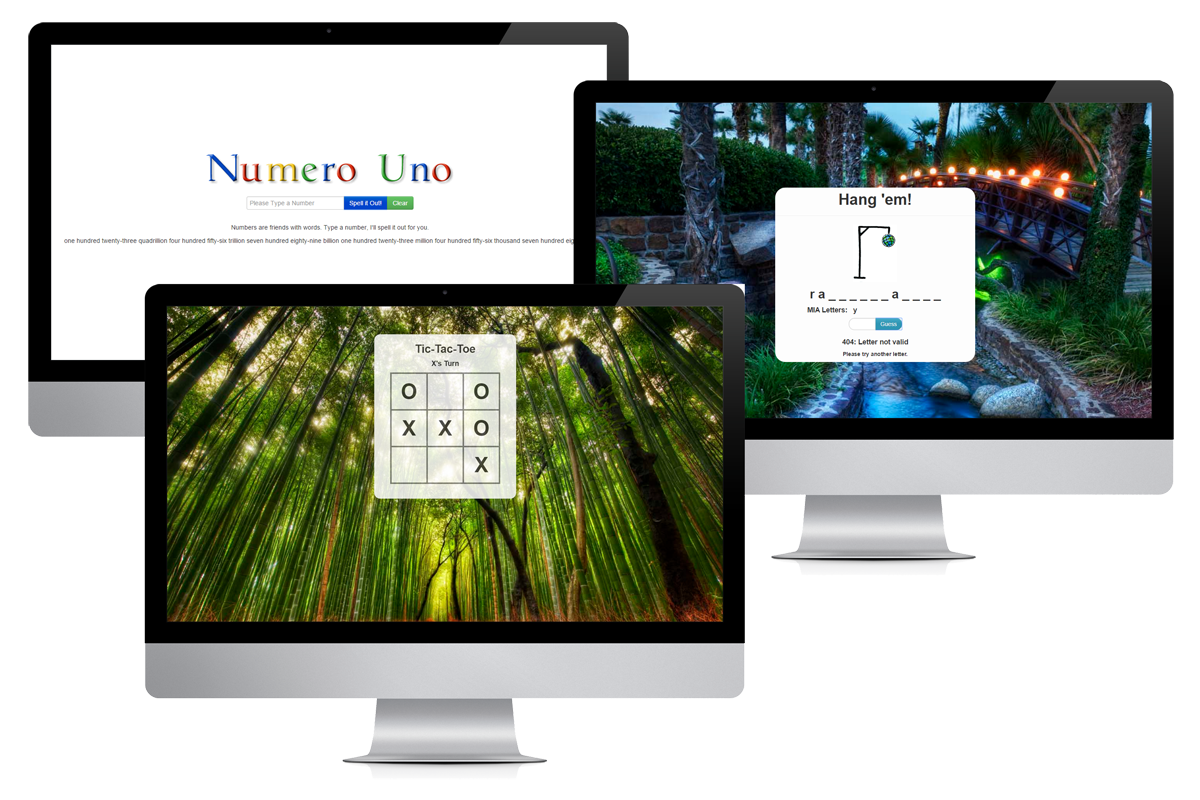 Numero Uno
Please Type a Number Spell it Out! Clear
Numbers are friends with words. Type a number, I'll spell it out for you.
one hundred twenty-three quadrillion four hundred fifty-six trillion seven hundred eighty-nine billion one hundred twenty-three million four hundred fifty-six thousand seven hundred eig
Hang 'em!
r a _ _ _ _ _ _ a _ _ _ _
MIA Letters: y
Guess
404: Letter not valid
Please try another letter.
Tic-Tac-Toe
X's Turn
O O
X X O
X